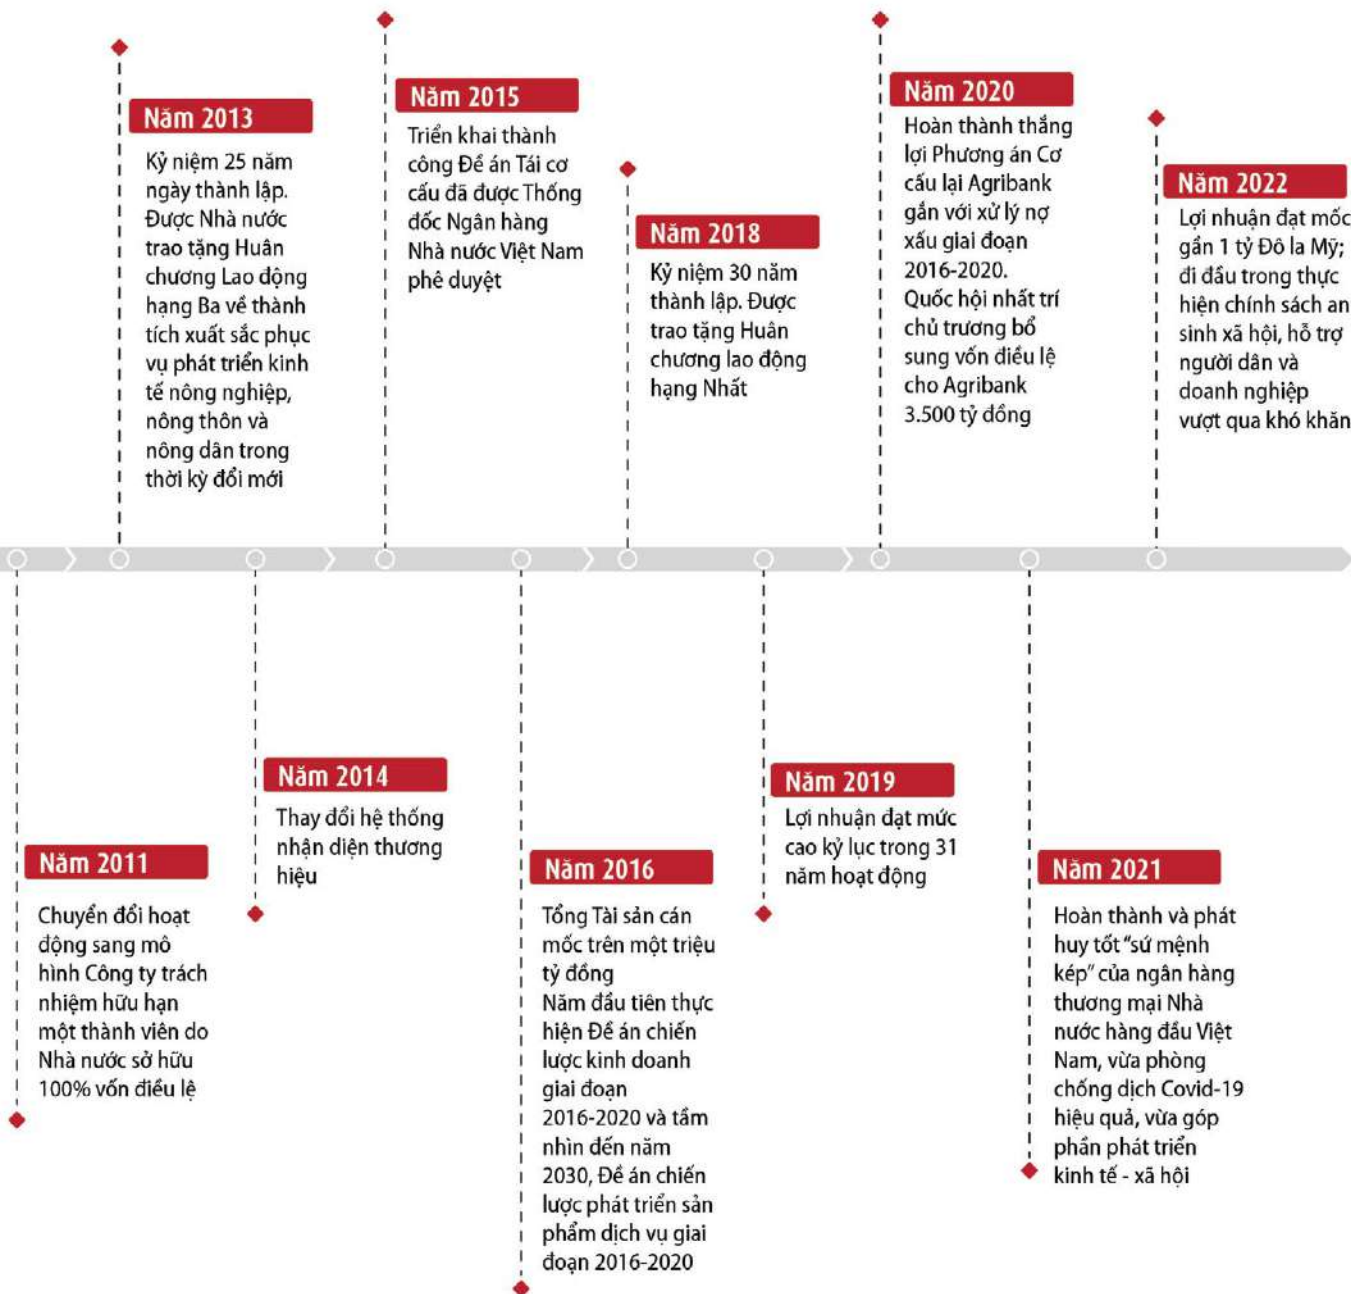 Năm 2013
Kỷ niệm 25 năm
ngày thành lập.
Được Nhà nước
trao tặng Huân
chương Lao động
hạng Ba về thành
tích xuất sắc phục
vụ phát triển kinh
tế nông nghiệp,
nông thôn và
nông dân trong
thời kỳ đổi mới
Năm 2015
Triển khai thành
công Đề án Tái cơ
cấu đã được Thống
đốc Ngân hàng
Nhà nước Việt Nam
phê duyệt
Năm 2018
Kỷ niệm 30 năm
thành lập. Được
trao tặng Huân
chương lao động
hạng Nhất
Năm 2020
Hoàn thành thắng
lợi Phương án Cơ
cấu lại Agribank
gắn với xử lý nợ
xấu giai đoạn
2016-2020.
Quốc hội nhất trí
chủ trương bổ
sung vốn điều lệ
cho Agribank
3.500 tỷ đồng
Năm 2022
Lợi nhuận đạt mốc
gần 1 tỷ Đô la Mỹ;
đi đầu trong thực
hiện chính sách an
sinh xã hội, hỗ trợ
người dân và
doanh nghiệp
vượt qua khó khăn
Năm 2011
Chuyển đổi hoạt
động sang mô
hình Công ty trách
nhiệm hữu hạn
một thành viên do
Nhà nước sở hữu
100% vốn điều lệ
Năm 2014
Thay đổi hệ thống
nhận diện thương
hiệu
Năm 2016
Tổng Tài sản cán
mốc trên một triệu
tỷ đồng
Năm đầu tiên thực
hiện Đề án chiến
lược kinh doanh
giai đoạn
2016-2020 và tầm
nhìn đến năm
2030, Đề án chiến
lược phát triển sản
phẩm dịch vụ giai
đoạn 2016-2020
Năm 2019
Lợi nhuận đạt mức
cao kỷ lục trong 31
năm hoạt động
Năm 2021
Hoàn thành và phát
huy tốt “sứ mệnh
kép” của ngân hàng
thương mại Nhà
nước hàng đầu Việt
Nam, vừa phòng
chống dịch Covid-19
hiệu quả, vừa góp
phần phát triển
kinh tế - xã hội